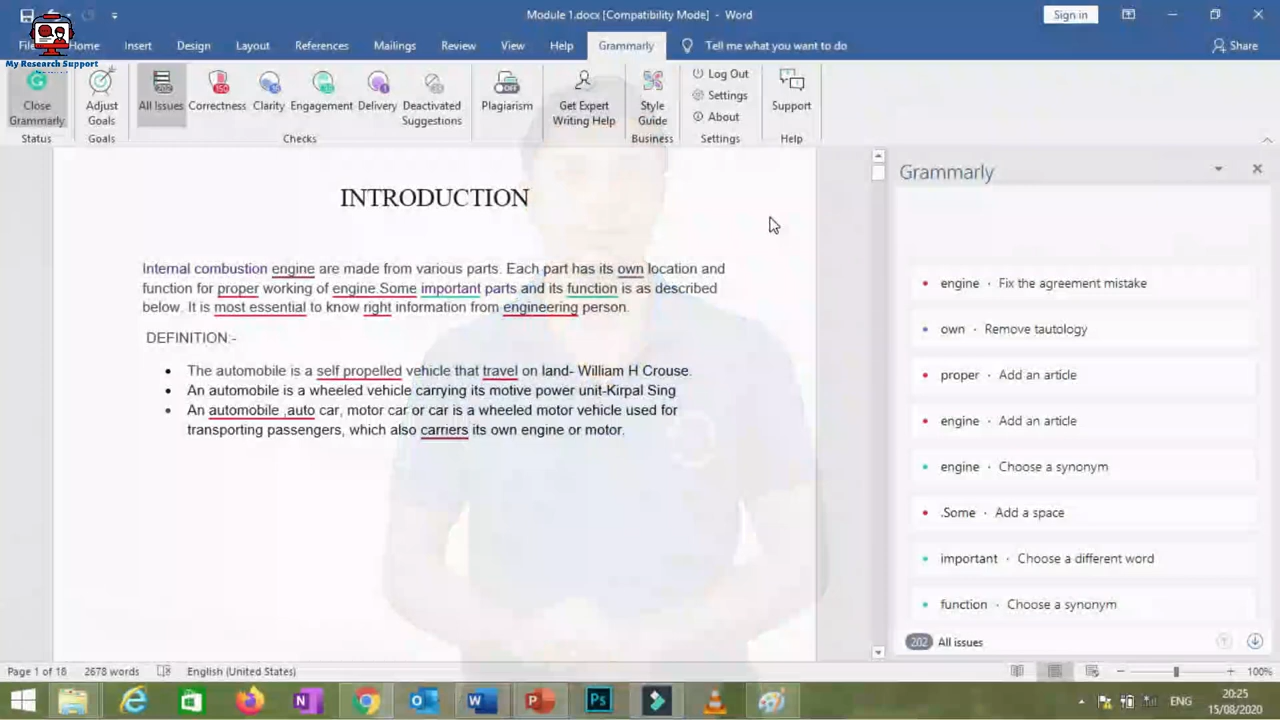 Module 1.docx [Compatibility Mode] - Word
Sign in
My Research Support
File
Home
Insert
Design
Layout
References
Mailings
Review
View
Help
Grammarly
Tell me what you want to do
Share
Close Grammarly
Adjust Goals
All Issues
Correctness
Clarity
Engagement
Delivery
Deactivated Suggestions
Plagiarism
OFF
Get Expert Writing Help
Style Guide
Log Out
Settings
About
Support
Status
Goals
Checks
Business
Settings
Help
INTRODUCTION
Internal combustion engine are made from various parts. Each part has its own location and
function for proper working of engine.Some important parts and its function is as described
below. It is most essential to know right information from engineering person.
DEFINITION:-
• The automobile is a self propelled vehicle that travel on land- William H Crouse.
• An automobile is a wheeled vehicle carrying its motive power unit-Kirpal Sing
• An automobile ,auto car, motor car or car is a wheeled motor vehicle used for
transporting passengers, which also carriers its own engine or motor.
Grammarly
engine · Fix the agreement mistake
own · Remove tautology
proper · Add an article
engine · Add an article
engine · Choose a synonym
.Some · Add a space
important · Choose a different word
function · Choose a synonym
202 All issues
Page 1 of 18
2678 words
English (United States)
100%
ENG
20:25
15/08/2020